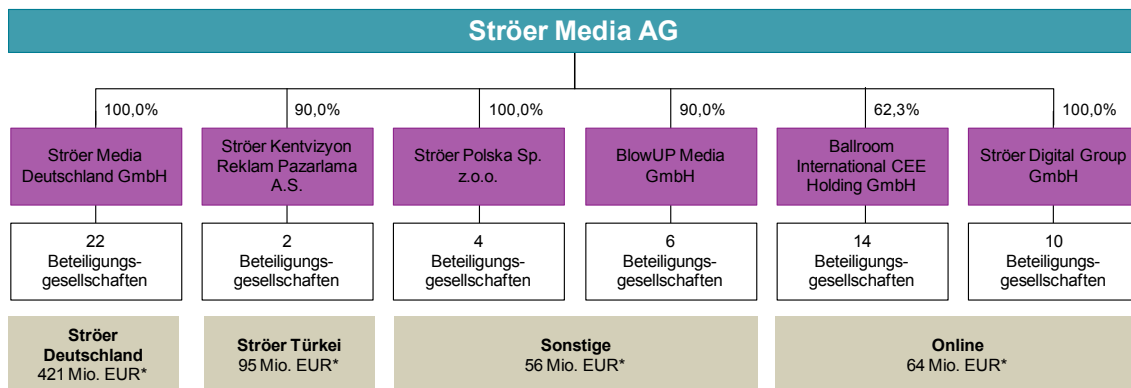 Ströer Media AG
100,0%
90,0%
100,0%
90,0%
62,3%
100,0%
Ströer Media
Deutschland GmbH
Ströer Kentvizyon
Reklam Pazarlama
A.S.
Ströer Polska Sp.
z.o.o.
BlowUP Media
GmbH
Ballroom
International CEE
Holding GmbH
Ströer Digital Group
GmbH
22
Beteiligungs-
gesellschaften
2
Beteiligungs-
gesellschaften
4
Beteiligungs-
gesellschaften
6
Beteiligungs-
gesellschaften
14
Beteiligungs-
gesellschaften
10
Beteiligungs-
gesellschaften
Ströer
Deutschland
421 Mio. EUR*
Ströer Türkei
95 Mio. EUR*
Sonstige
56 Mio. EUR*
Online
64 Mio. EUR*